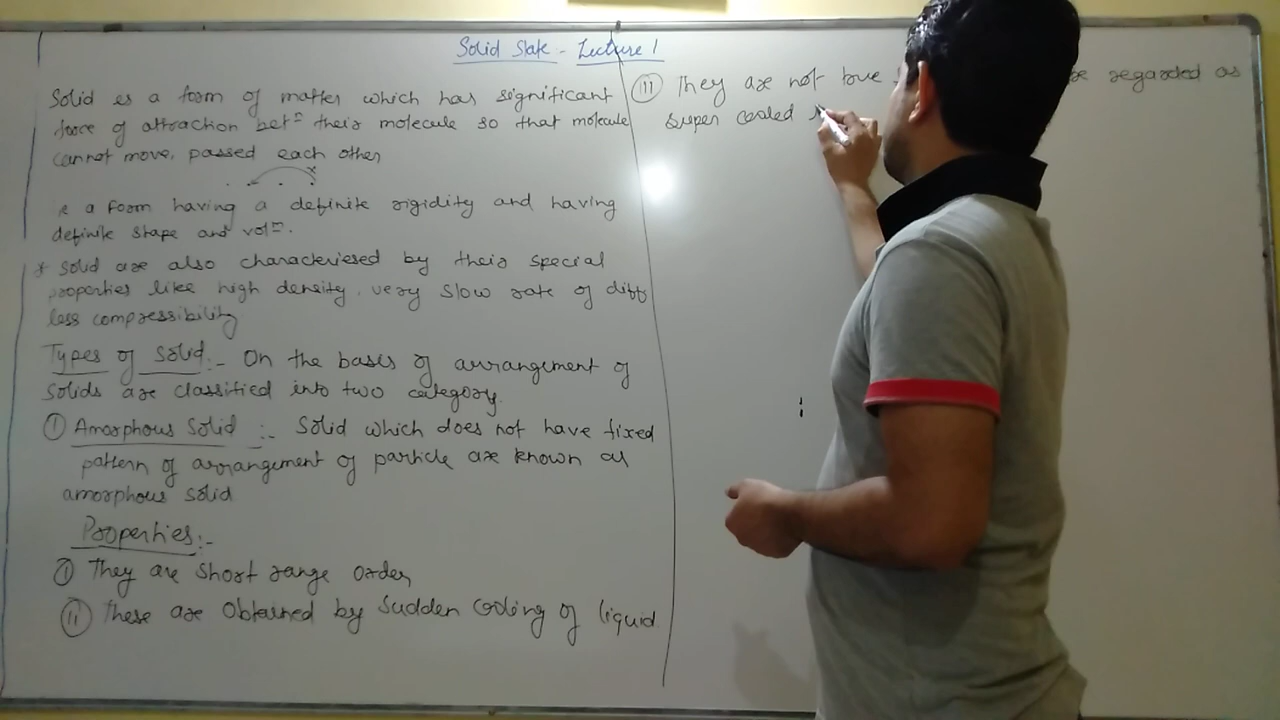 Solid State - Lecture 1
Solid is a form of matter which has significant
force of attraction betⁿ their molecule so that molecule
cannot move, passed each other
a form having a definite rigidity and having
definite shape and volᵐ.
* Solid are also characteriesed by their special
properties like high density, very slow rate of diff
less compressibility
Types of Solid :- On the bases of arrangement of
Solids are classified into two category.
① Amorphous Solid :- Solid which does not have fixed
pattern of arrangement of particle are known as
amorphous solid
Properties :-
Ⓘ They are short range order
Ⓘⓘ These are obtained by Sudden cooling of liquid
(III) They are not true regarded as
super cooled